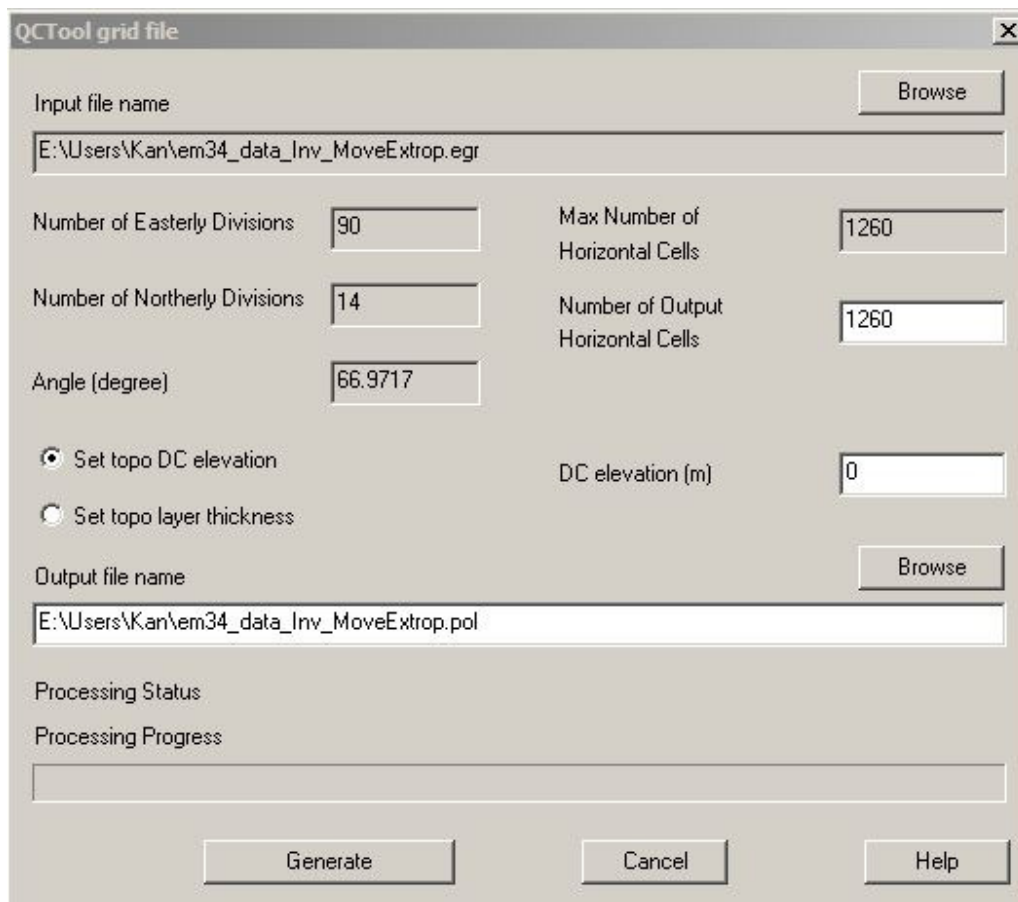 QCTool grid file
Browse
Input file name
E:\Users\Kan\em34_data_Inv_MoveExtrop.egr
Number of Easterly Divisions
90
Max Number of
Horizontal Cells
1260
Number of Northerly Divisions
14
Number of Output
Horizontal Cells
1260
Angle (degree)
66.9717
Set topo DC elevation
DC elevation (m)
0
Set topo layer thickness
Browse
Output file name
E:\Users\Kan\em34_data_Inv_MoveExtrop.pol
Processing Status
Processing Progress
Generate
Cancel
Help